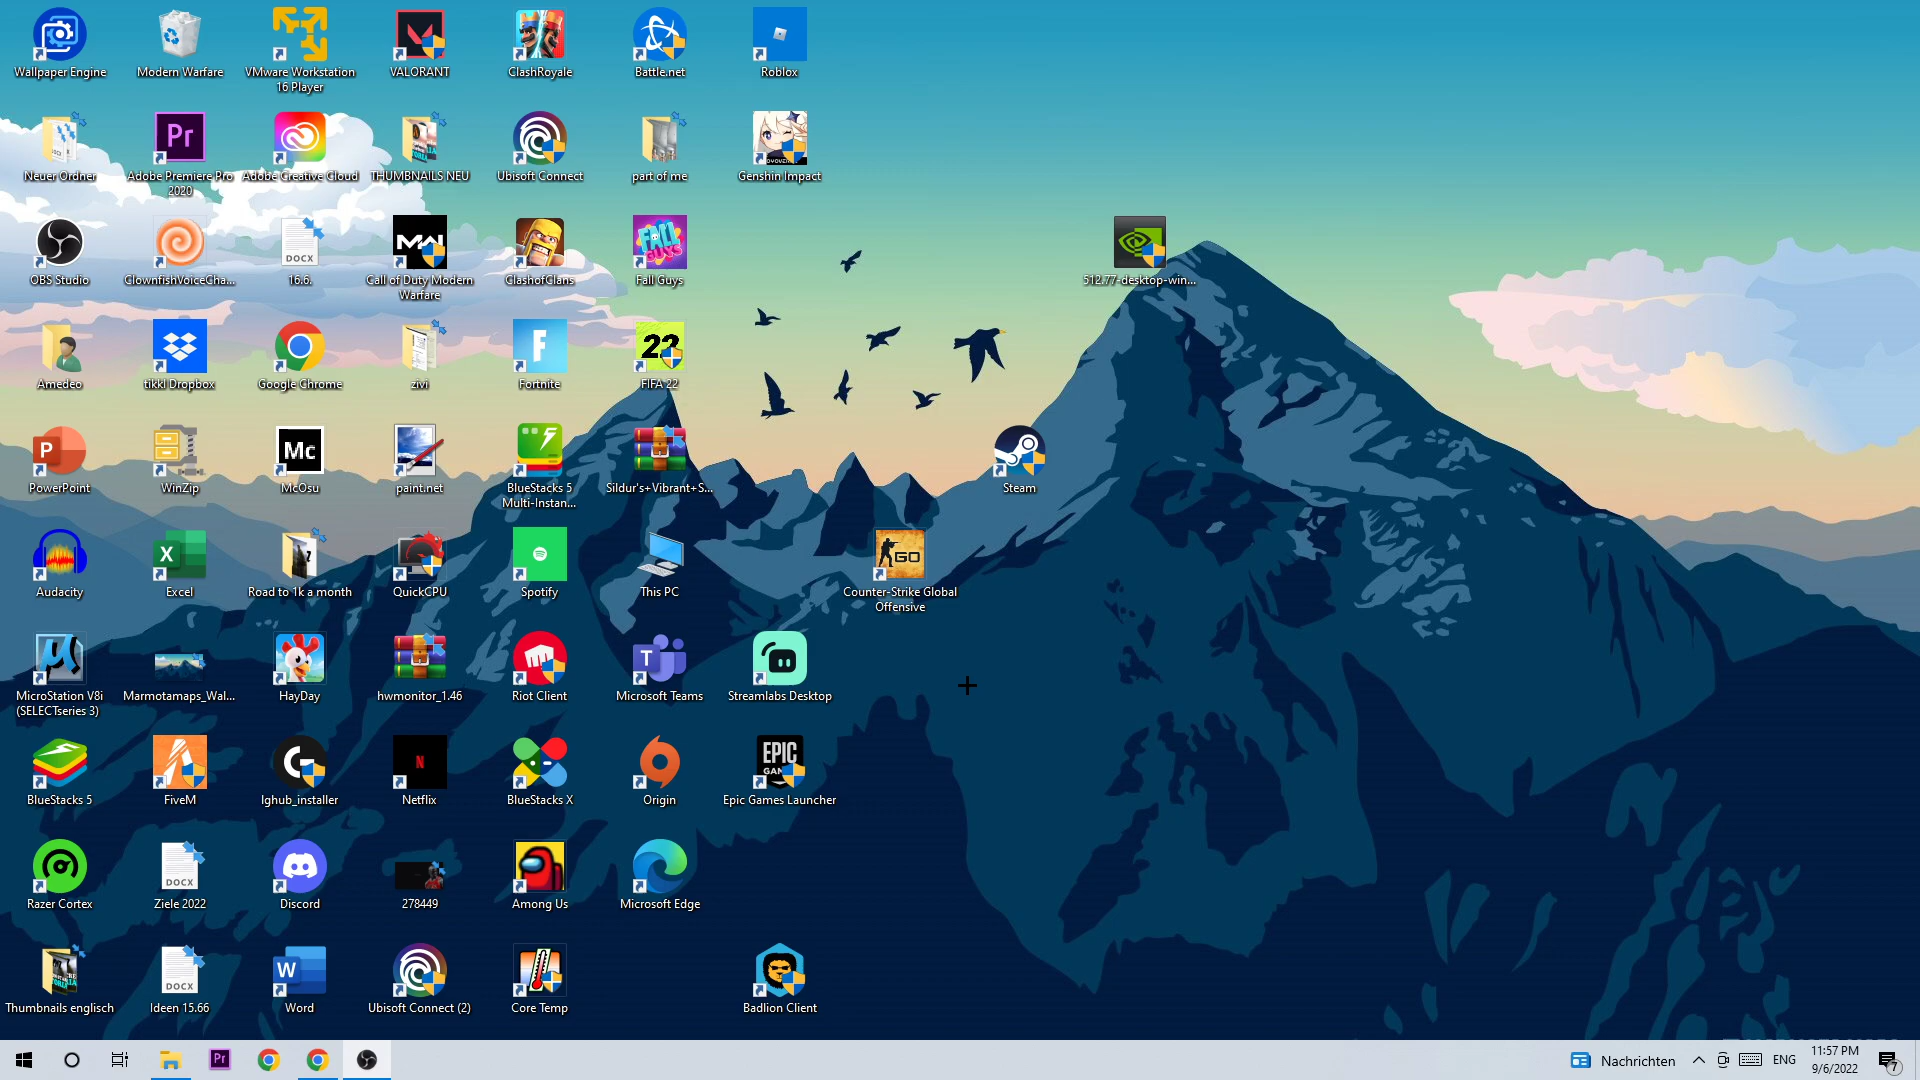 Wallpaper Engine
Modern Warfare
VMware Workstation
16 Player
VALORANT
ClashRoyale
Battle.net
Roblox
Neuer Ordner
Adobe Premiere Pro
2020
Adobe Creative Cloud
THUMBNAILS NEU
Ubisoft Connect
part of me
Genshin Impact
OBS Studio
ClownfishVoiceCha...
16.6.
Call of Duty Modern
Warfare
ClashofClans
Fall Guys
512.77-desktop-win...
Amedeo
tikkl Dropbox
Google Chrome
zivi
Fortnite
FIFA 22
PowerPoint
WinZip
McOsu
paint.net
BlueStacks 5
Multi-Instan...
Sildur's+Vibrant+S...
Steam
Audacity
Excel
Road to 1k a month
QuickCPU
Spotify
This PC
Counter-Strike Global
Offensive
MicroStation V8i
(SELECTseries 3)
Marmotamaps_Wal...
HayDay
hwmonitor_1.46
Riot Client
Microsoft Teams
Streamlabs Desktop
BlueStacks 5
FiveM
lghub_installer
Netflix
BlueStacks X
Origin
Epic Games Launcher
Razer Cortex
Ziele 2022
Discord
278449
Among Us
Microsoft Edge
Thumbnails englisch
Ideen 15.66
Word
Ubisoft Connect (2)
Core Temp
Badlion Client
Nachrichten
ENG
11:57 PM
9/6/2022
7